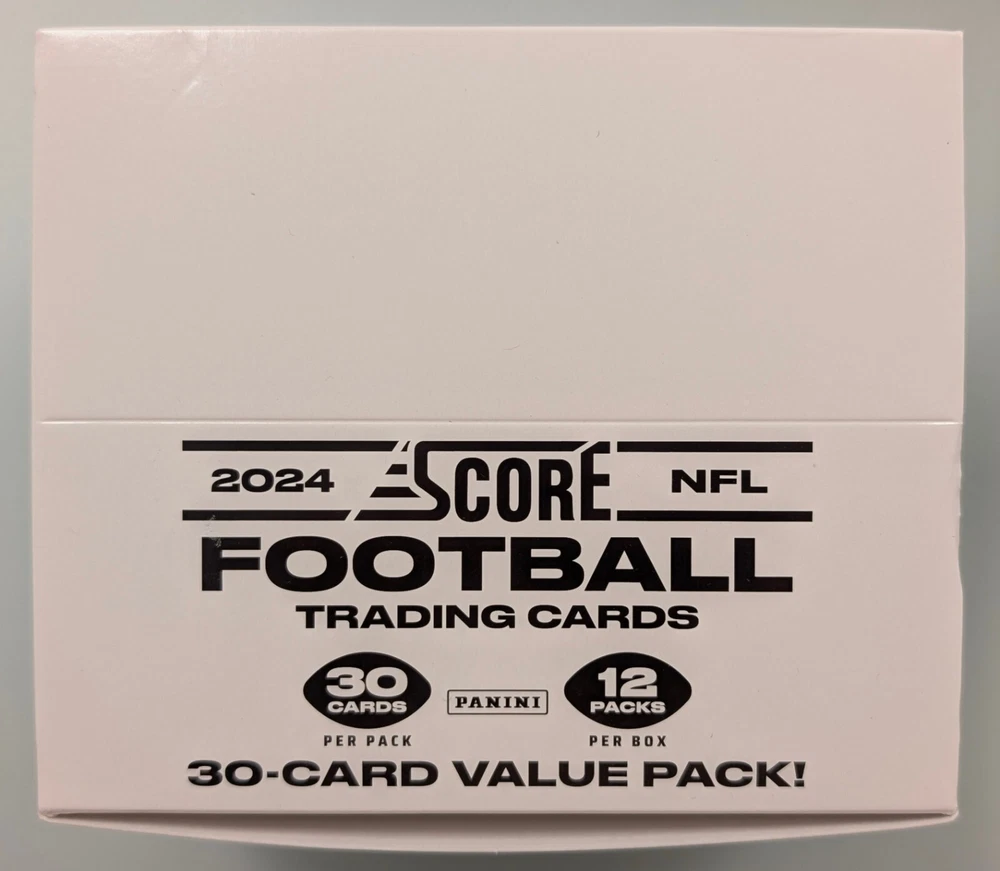 2024 SCORE NFL
FOOTBALL
TRADING CARDS
30 CARDS PANINI 12 PACKS
PER PACK PER BOX
30-CARD VALUE PACK!